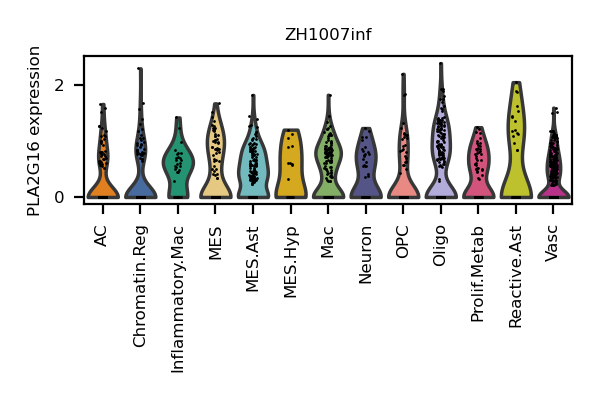 ZH1007inf
PLA2G16 expression
2
0
AC
Chromatin.Reg
Inflammatory.Mac
MES
MES.Ast
MES.Hyp
Mac
Neuron
OPC
Oligo
Prolif.Metab
Reactive.Ast
Vasc